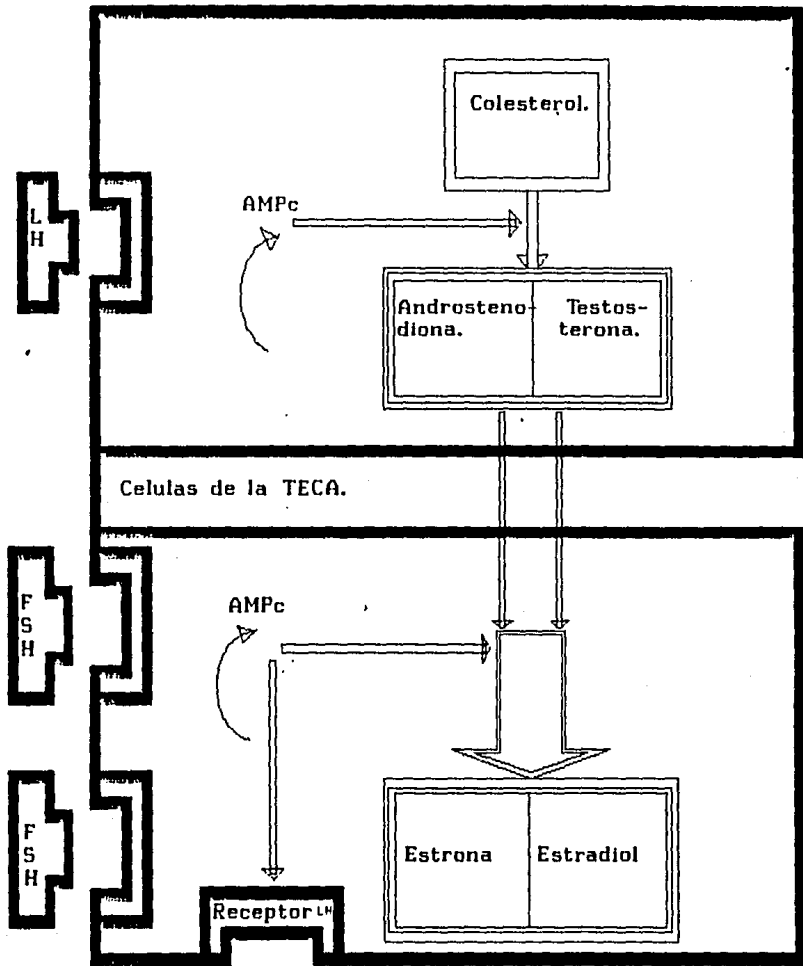 Colesterol.
L
H
AMPc
Androsteno-
diona.
Testos-
terona.
Celulas de la TECA.
F
S
H
AMPc
F
S
H
Estrona
Estradiol
Receptor LH